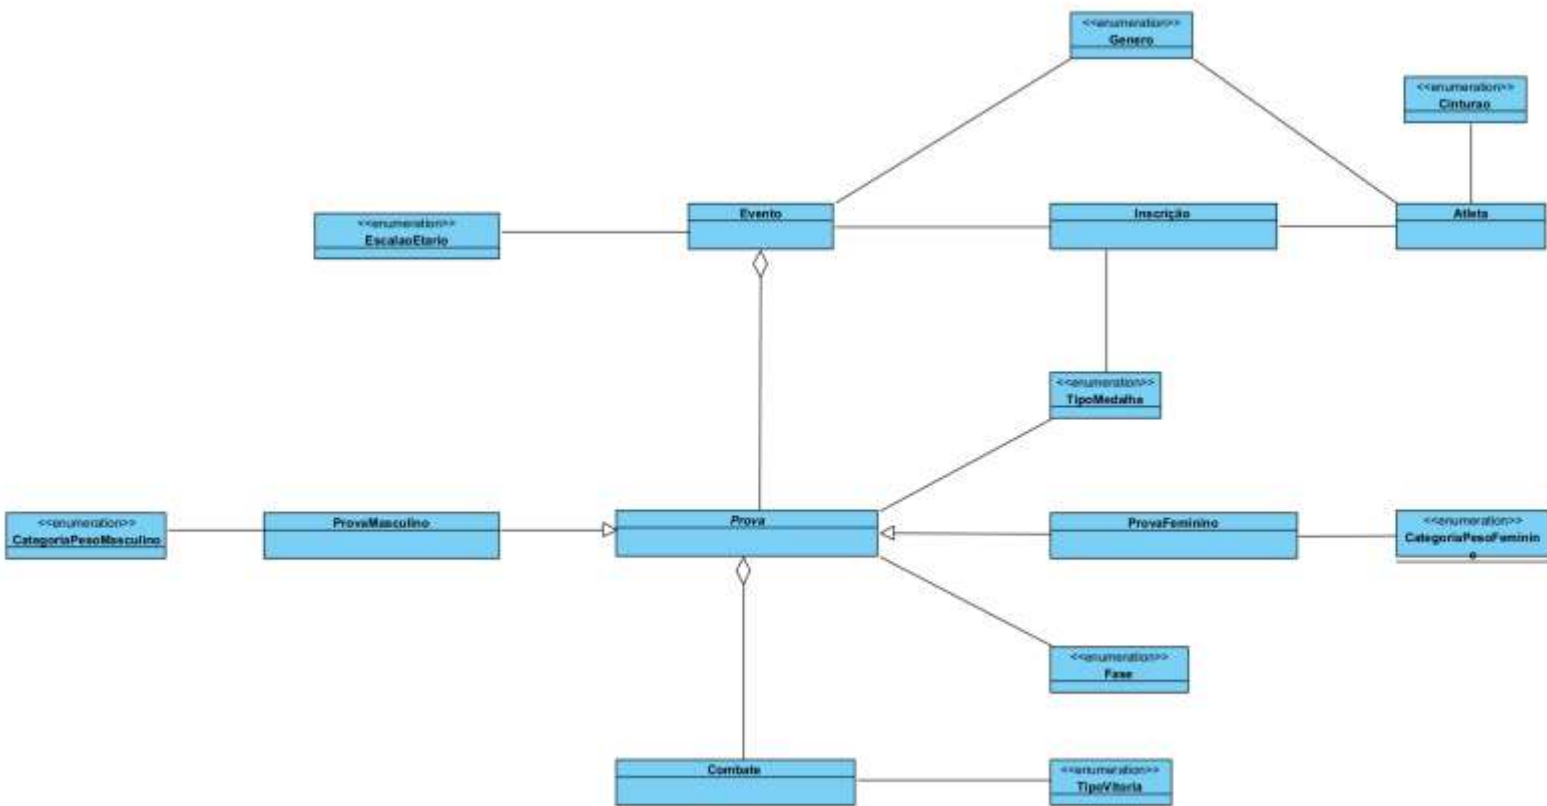 <<enumeration>>
Genero
<<enumeration>>
Cinturao
<<enumeration>>
EscalaoEtario
Evento
Inscrição
Atleta
<<enumeration>>
TipoMedalha
<<enumeration>>
CategoriaPesoMasculino
ProvaMasculino
Prova
ProvaFeminino
<<enumeration>>
CategoriaPesoFeminin
o
<<enumeration>>
Fase
Combate
<<enumeration>>
TipoVitoria